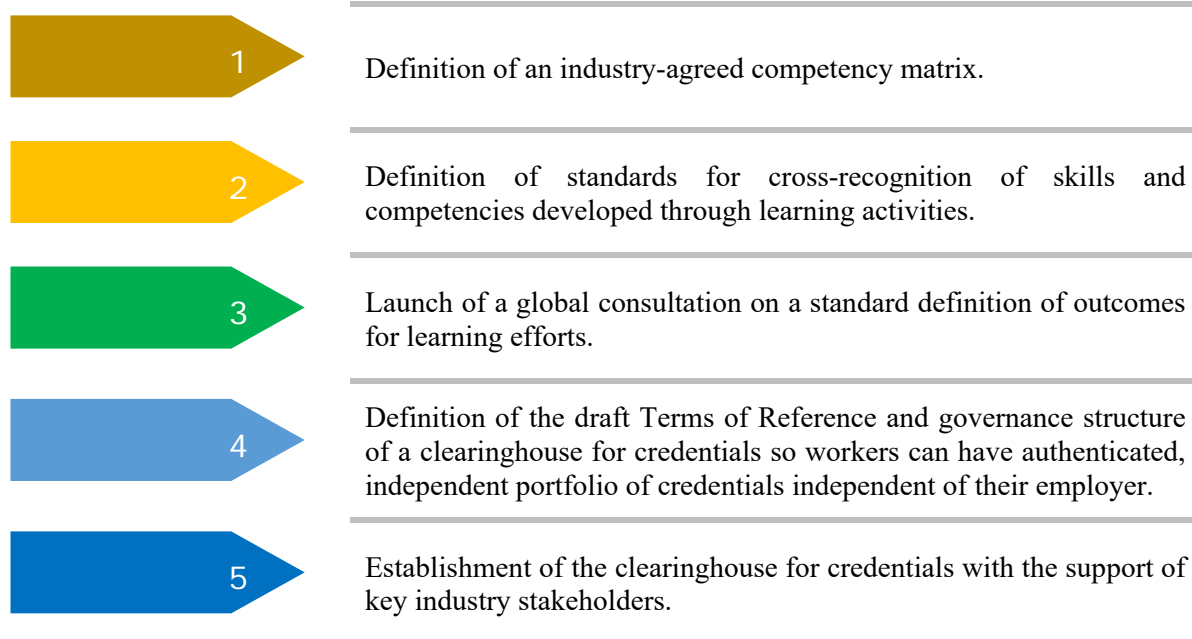 1
Definition of an industry-agreed competency matrix.
2
Definition of standards for cross-recognition of skills and
competencies developed through learning activities.
3
Launch of a global consultation on a standard definition of outcomes
for learning efforts.
4
Definition of the draft Terms of Reference and governance structure
of a clearinghouse for credentials so workers can have authenticated,
independent portfolio of credentials independent of their employer.
5
Establishment of the clearinghouse for credentials with the support of
key industry stakeholders.